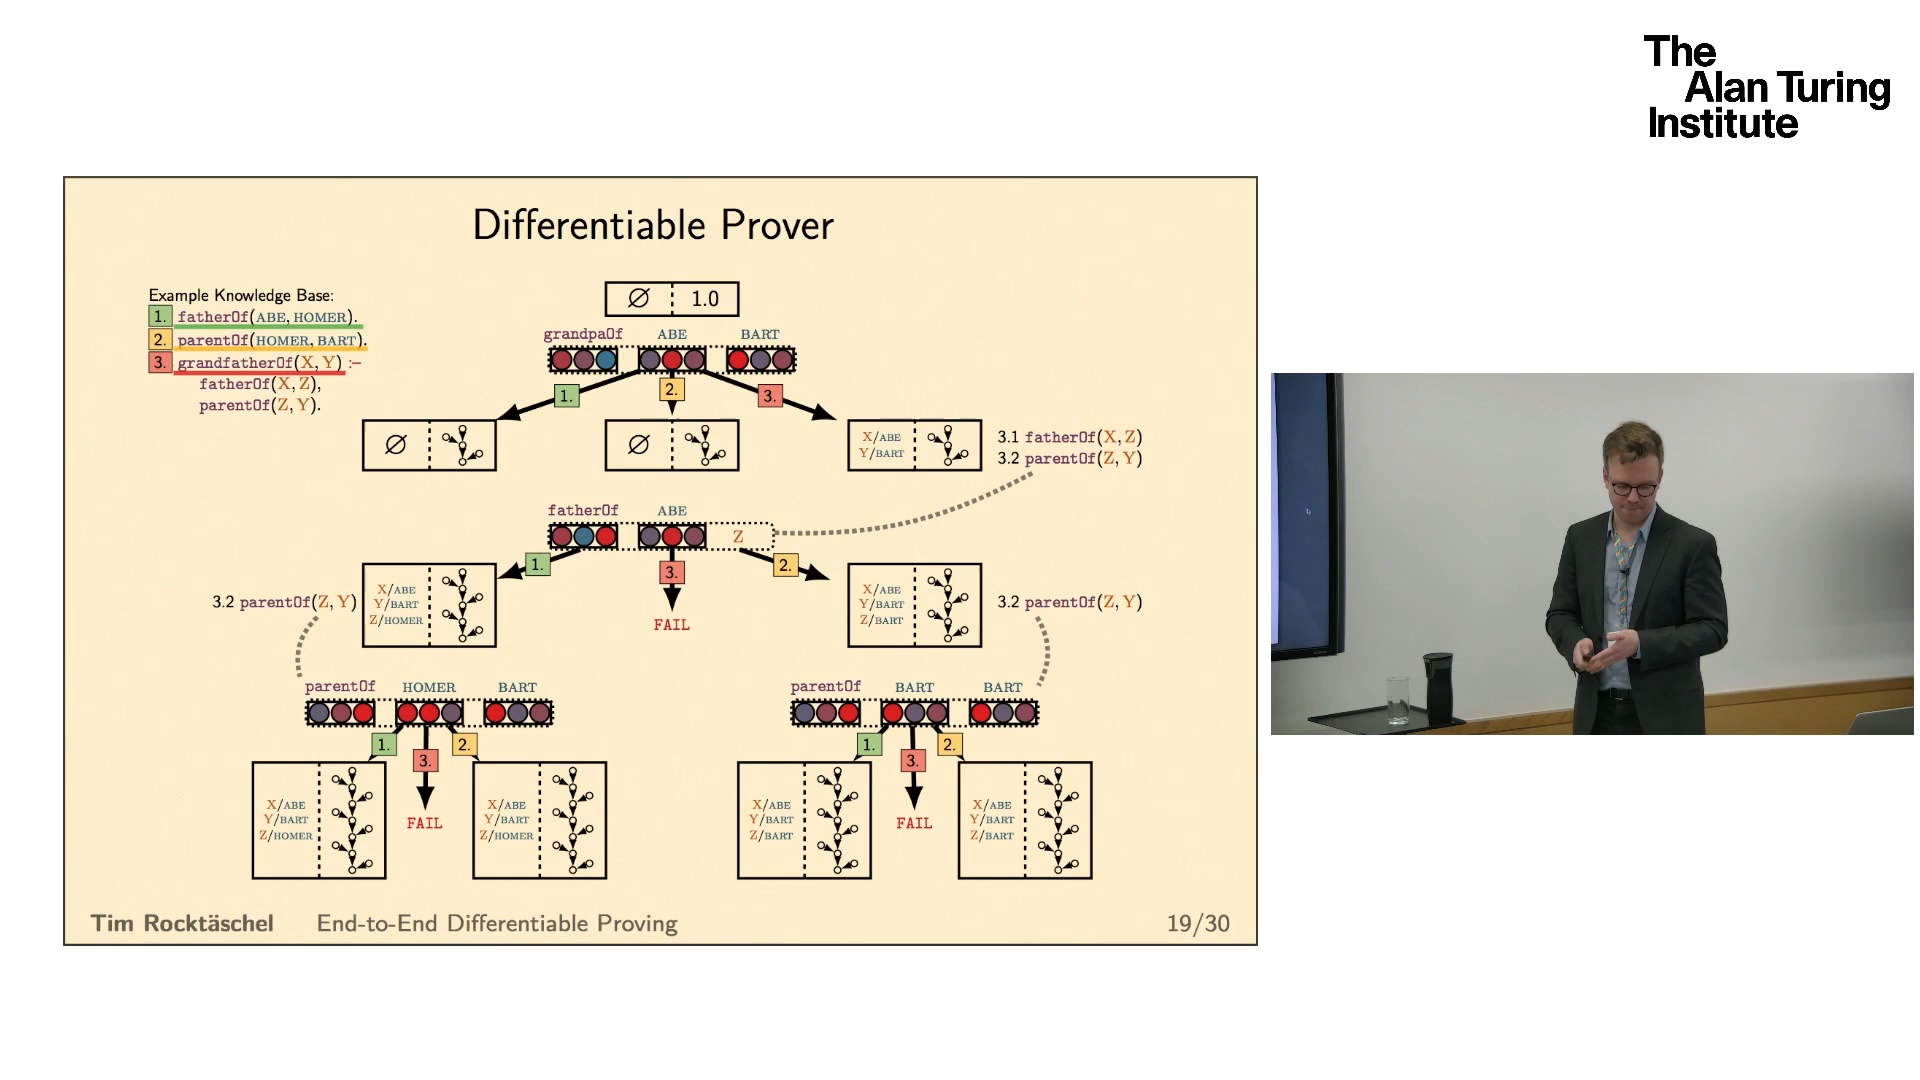 The
Alan Turing
Institute
Differentiable Prover
Example Knowledge Base:
1. fatherOf(ABE, HOMER).
2. parentOf(HOMER, BART).
3. grandfatherOf(X, Y) :–
fatherOf(X, Z),
parentOf(Z, Y).
∅ 1.0
grandpaOf ABE BART
1. 2. 3.
∅
∅
X/ABE
Y/BART
3.1 fatherOf(X, Z)
3.2 parentOf(Z, Y)
fatherOf ABE
Z
1. 3. 2.
FAIL
3.2 parentOf(Z, Y)
X/ABE
Y/BART
Z/HOMER
X/ABE
Y/BART
Z/BART
3.2 parentOf(Z, Y)
parentOf HOMER BART
1. 3. 2.
X/ABE
Y/BART
Z/HOMER
FAIL
X/ABE
Y/BART
Z/HOMER
parentOf BART BART
1. 3. 2.
X/ABE
Y/BART
Z/BART
FAIL
X/ABE
Y/BART
Z/BART
Tim Rocktäschel End-to-End Differentiable Proving 19/30